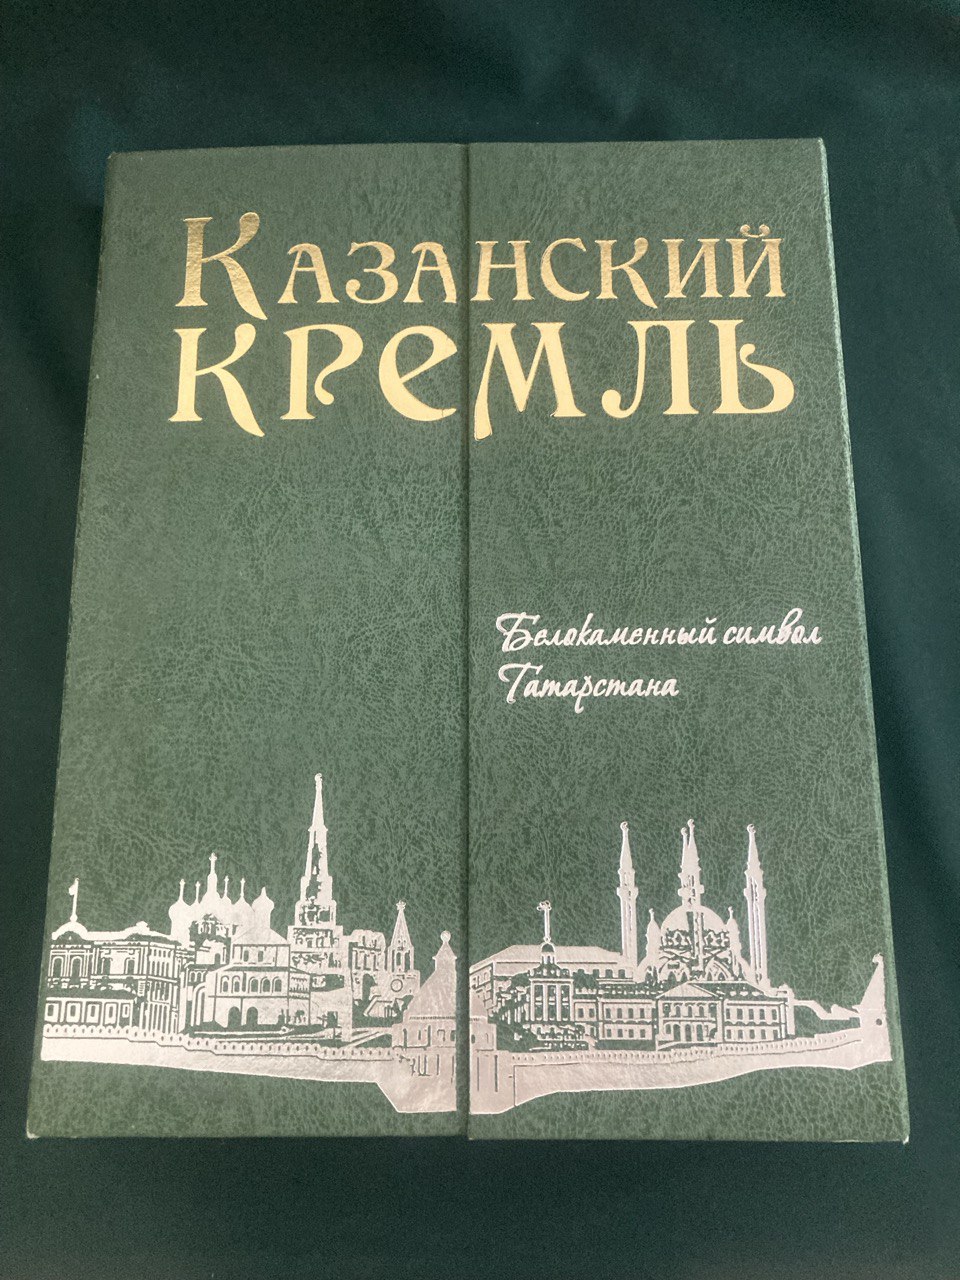 Казанский
кремль
Белокаменный символ
Татарстана